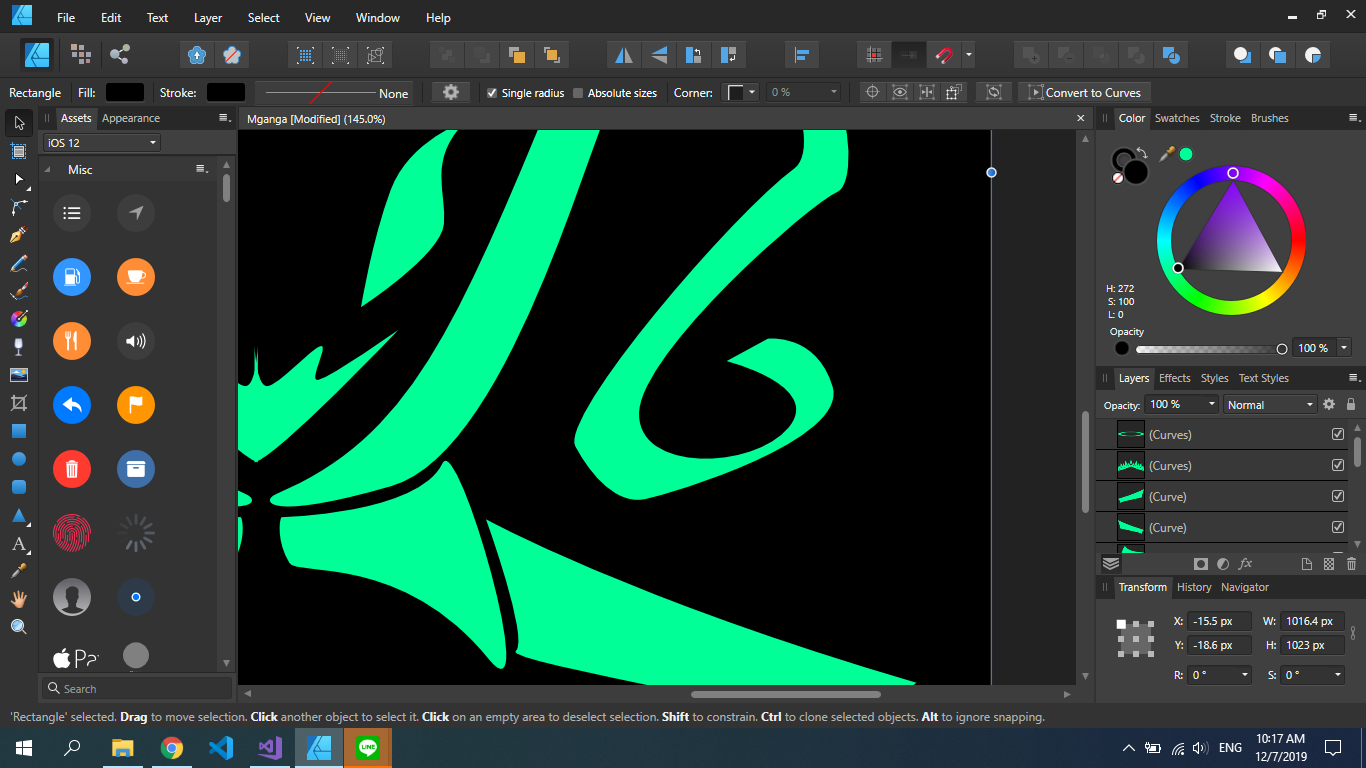 File Edit Text Layer Select View Window Help
Rectangle Fill: Stroke: None Single radius Absolute sizes Corner: 0 % Convert to Curves
Assets Appearance
Mganga [Modified] (145.0%)
Color Swatches Stroke Brushes
iOS 12
Misc
H: 272
S: 100
L: 0
Opacity
100 %
Layers Effects Styles Text Styles
Opacity: 100 % Normal
(Curves)
(Curves)
(Curve)
(Curve)
Transform History Navigator
X: -15.5 px W: 1016.4 px
Y: -18.6 px H: 1023 px
R: 0 ° S: 0 °
Search
'Rectangle' selected. Drag to move selection. Click another object to select it. Click on an empty area to deselect selection. Shift to constrain. Ctrl to clone selected objects. Alt to ignore snapping.
LINE
ENG
10:17 AM
12/7/2019